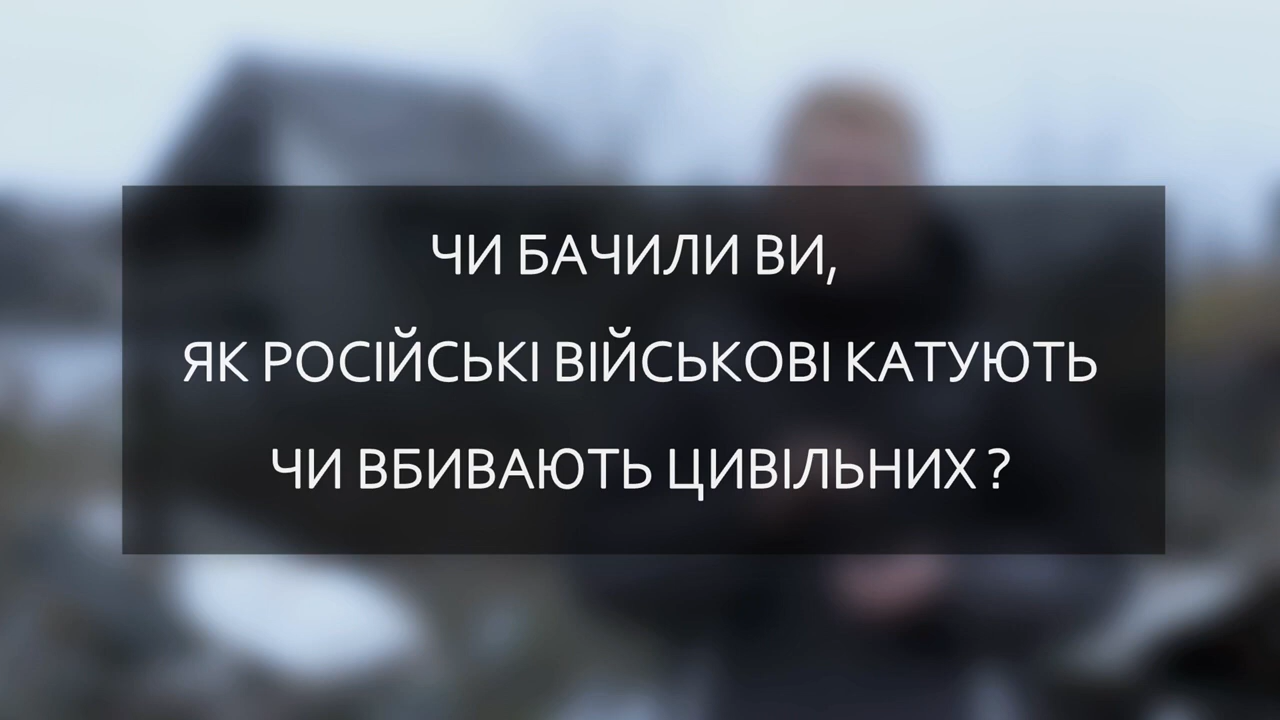 ЧИ БАЧИЛИ ВИ,
ЯК РОСІЙСЬКІ ВІЙСЬКОВІ КАТУЮТЬ
ЧИ ВБИВАЮТЬ ЦИВІЛЬНИХ ?